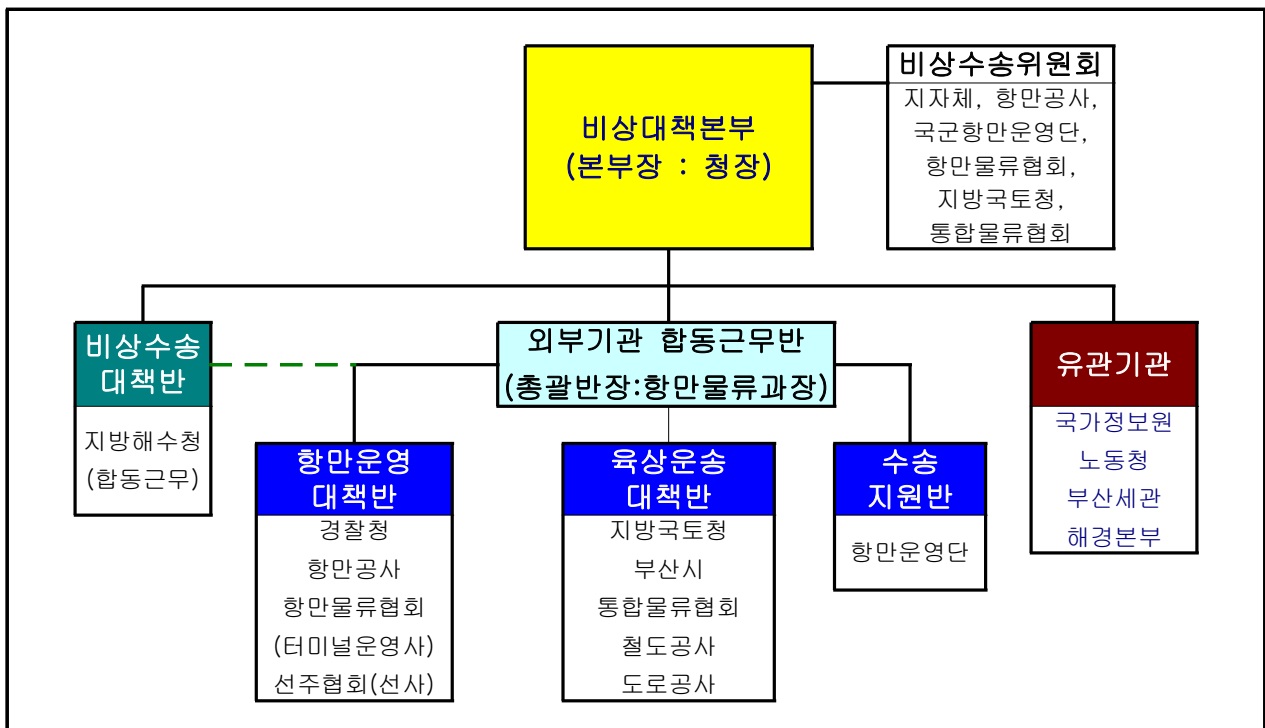 비상대책본부
(본부장 : 청장)
비상수송위원회
지자체, 항만공사,
국군항만운영단,
항만물류협회,
지방국토청,
통합물류협회
비상수송
대책반
지방해수청
(합동근무)
외부기관 합동근무반
(총괄반장:항만물류과장)
유관기관
국가정보원
노동청
부산세관
해경본부
항만운영
대책반
경찰청
항만공사
항만물류협회
(터미널운영사)
선주협회(선사)
육상운송
대책반
지방국토청
부산시
통합물류협회
철도공사
도로공사
수송
지원반
항만운영단